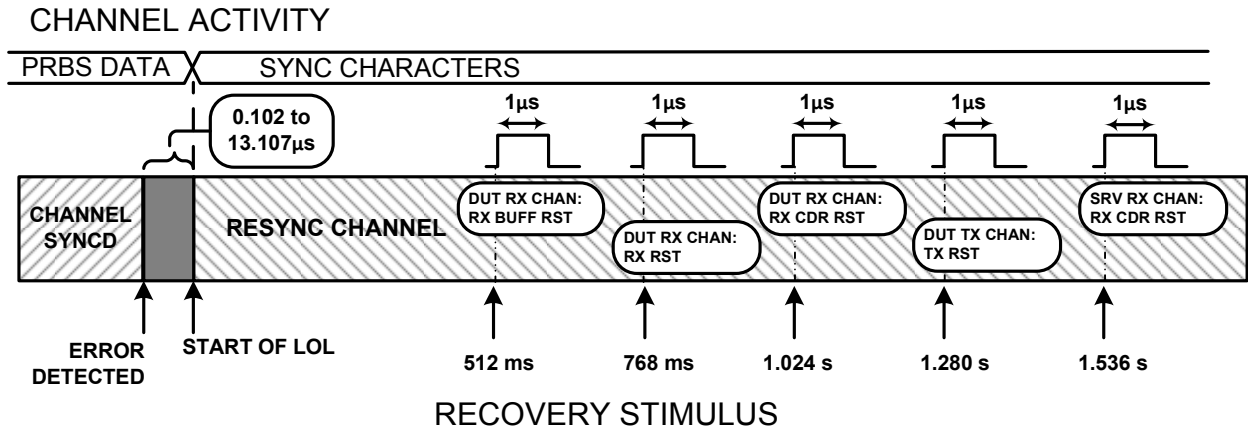 CHANNEL ACTIVITY
PRBS DATA
SYNC CHARACTERS
0.102 to
13.107µs
1µs
1µs
1µs
1µs
1µs
CHANNEL
SYNCD
RESYNC CHANNEL
DUT RX CHAN:
RX BUFF RST
DUT RX CHAN:
RX RST
DUT RX CHAN:
RX CDR RST
DUT TX CHAN:
TX RST
SRV RX CHAN:
RX CDR RST
ERROR
DETECTED
START OF LOL
512 ms
768 ms
1.024 s
1.280 s
1.536 s
RECOVERY STIMULUS